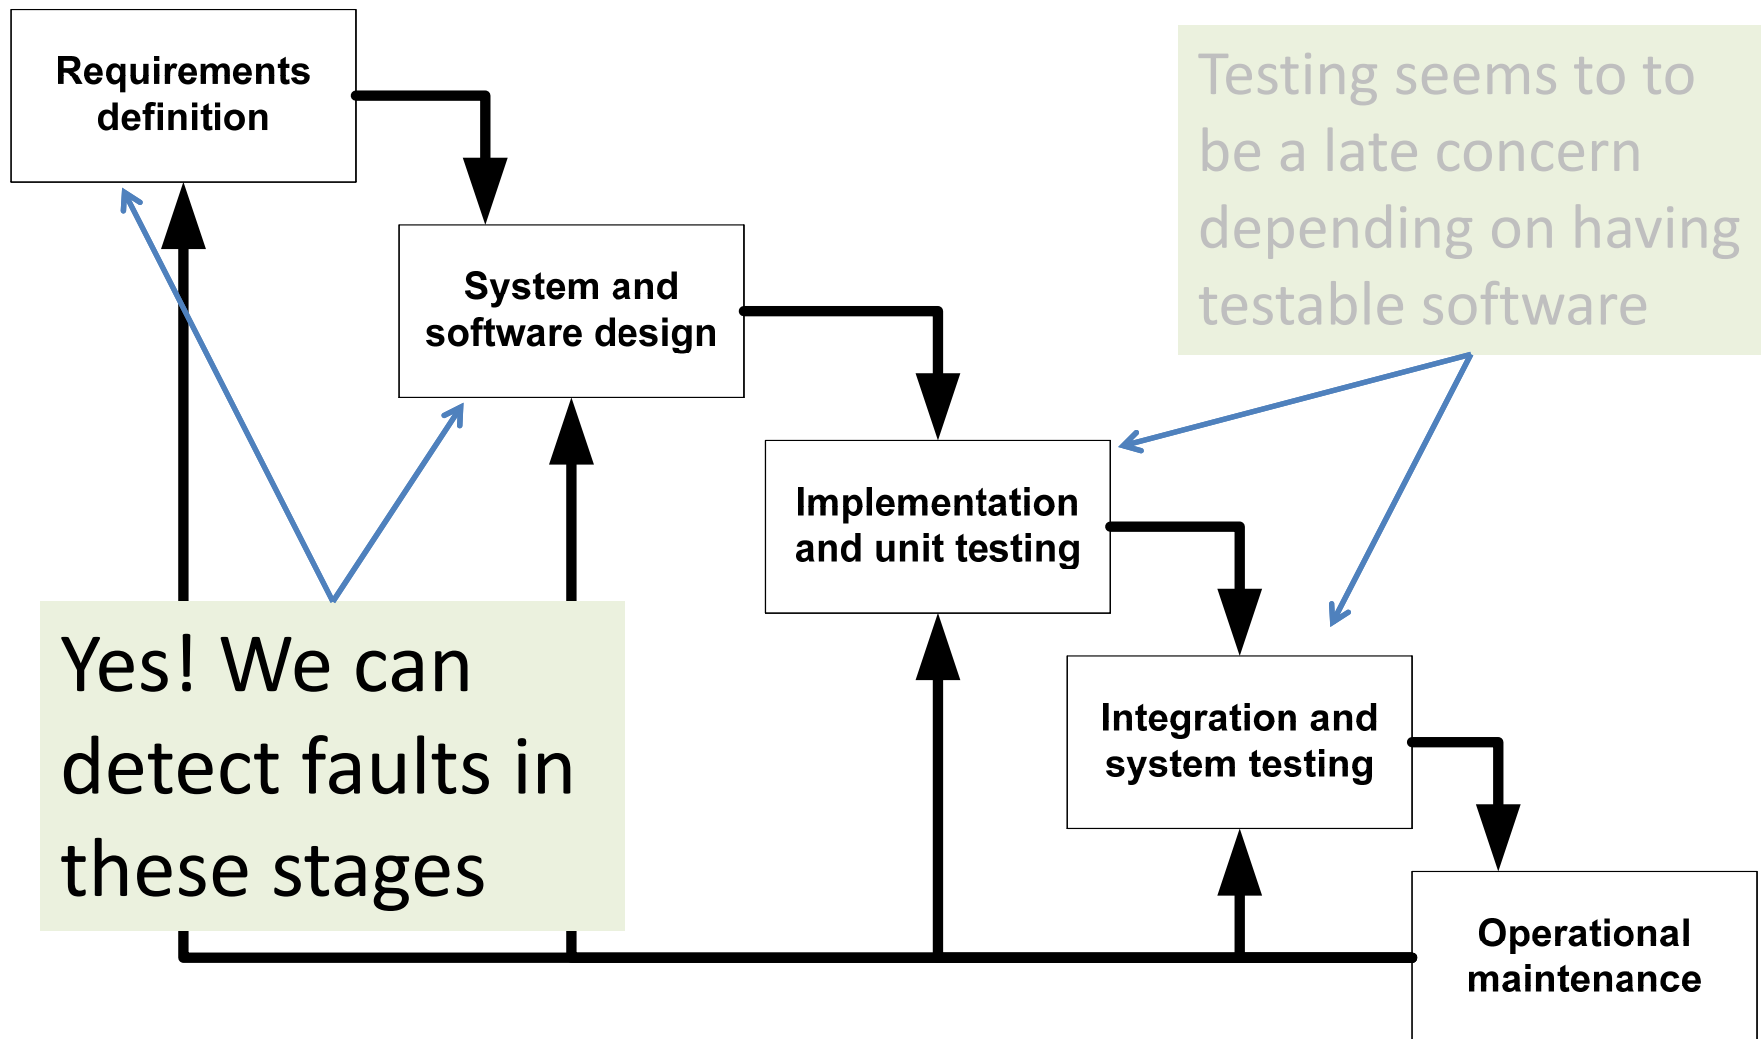 Requirements
definition
Testing seems to to
be a late concern
depending on having
testable software
System and
software design
Implementation
and unit testing
Yes! We can
detect faults in
these stages
Integration and
system testing
Operational
maintenance